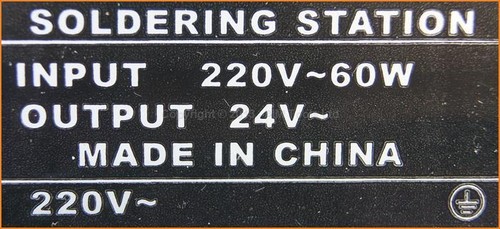 SOLDERING STATION
INPUT 220V~60W
OUTPUT 24V~
MADE IN CHINA
220V~